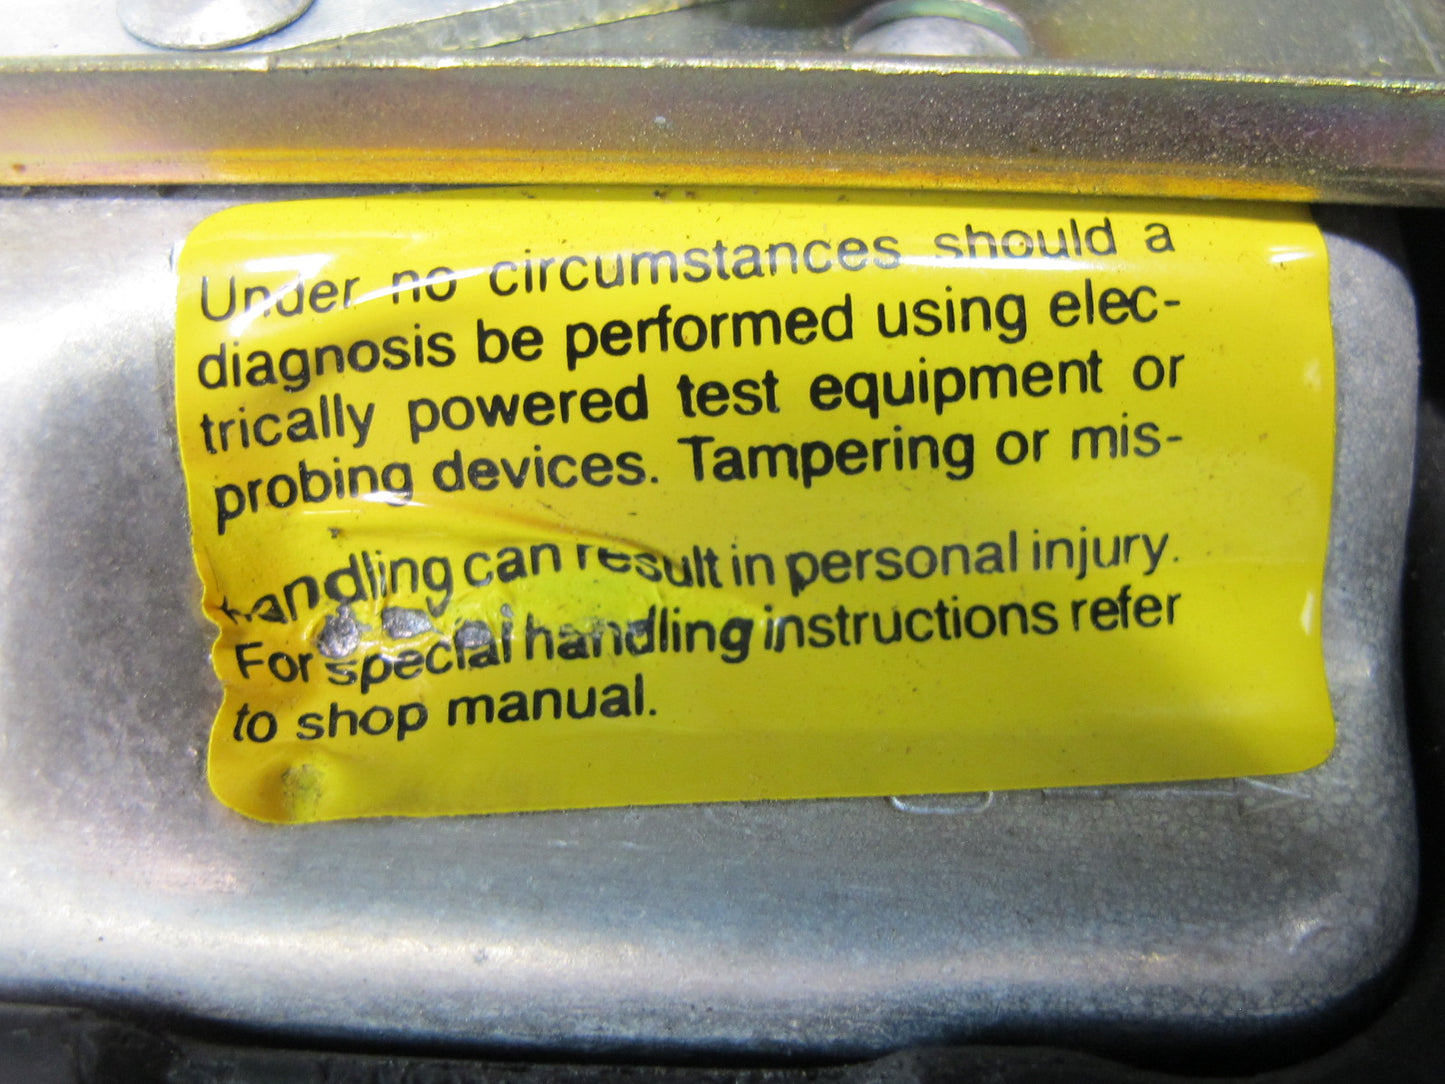 Under no circumstances should a
diagnosis be performed using elec-
trically powered test equipment or
probing devices. Tampering or mis-
handling can result in personal injury.
For special handling instructions refer
to shop manual.